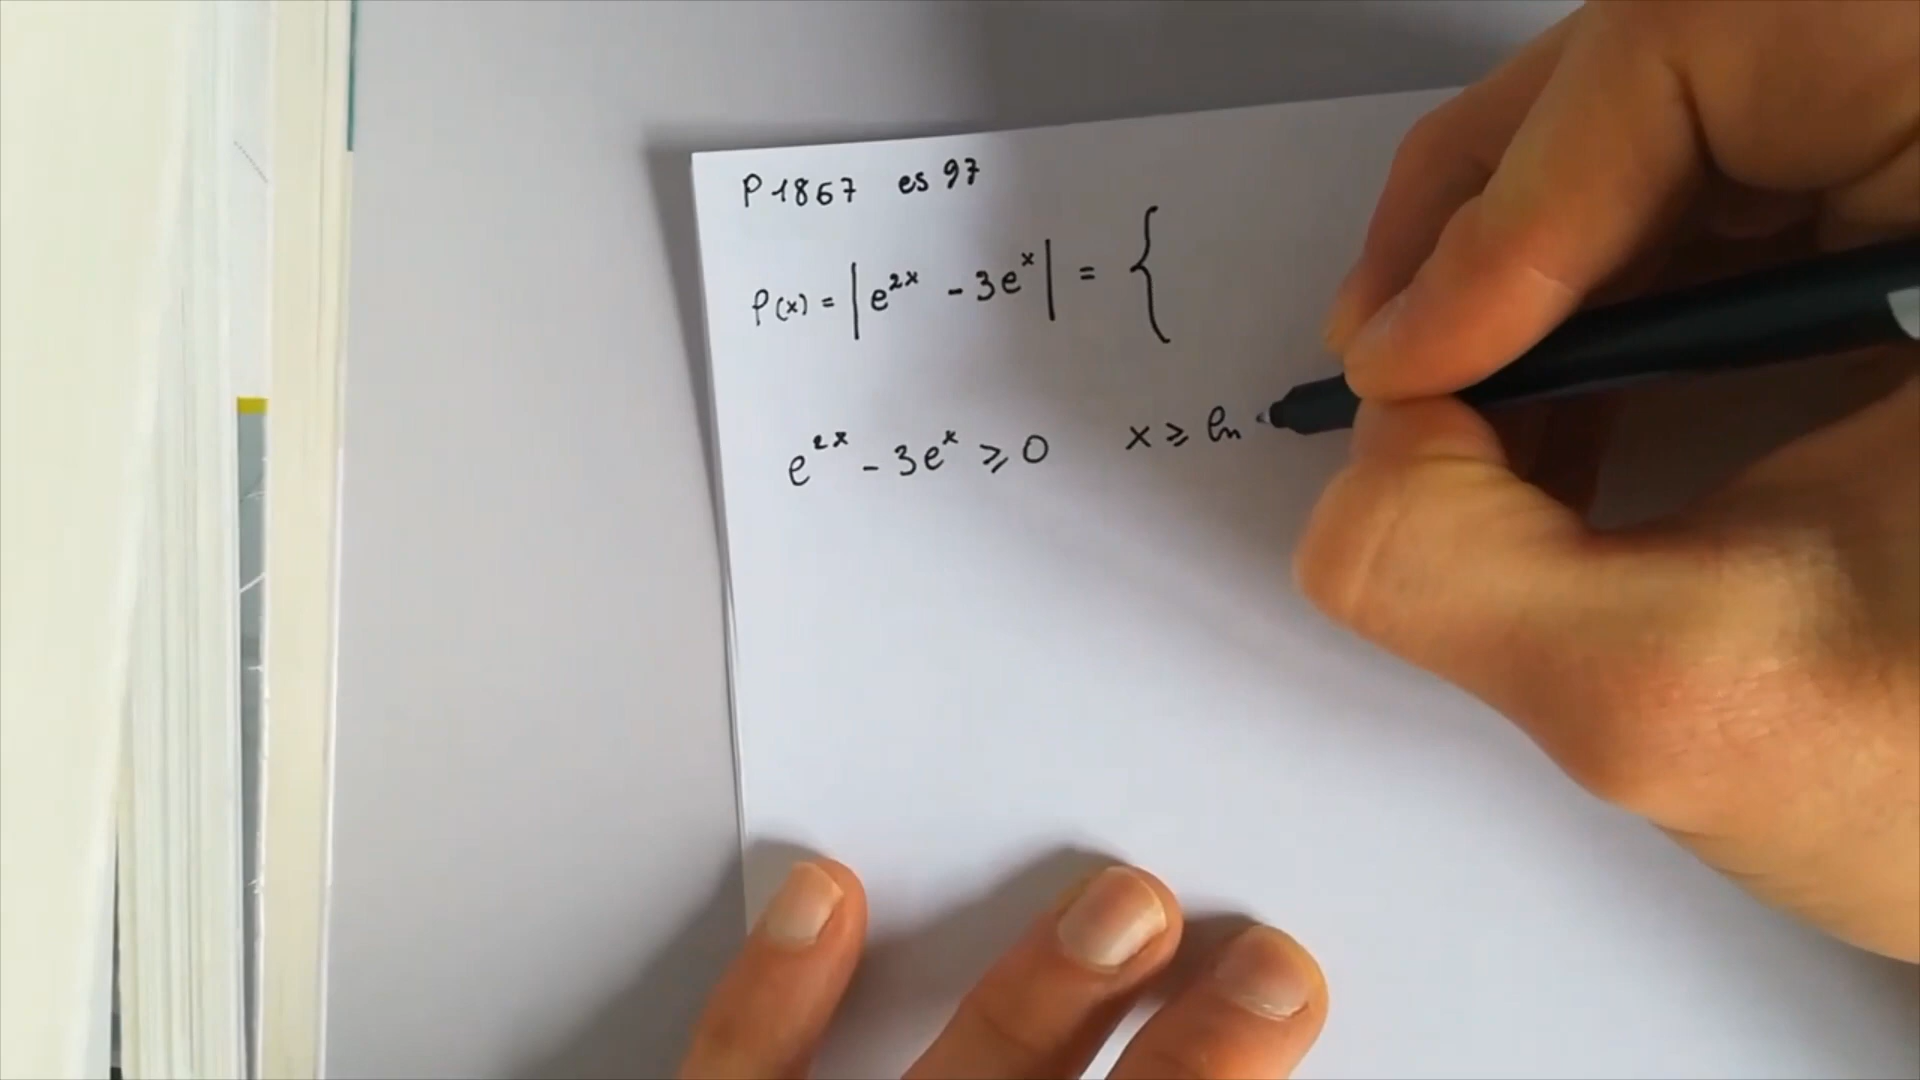 P 1867 es 97
f(x) = |e^{2x} - 3e^x| = {
e^{2x} - 3e^x ⩾ 0 x ⩾ ln